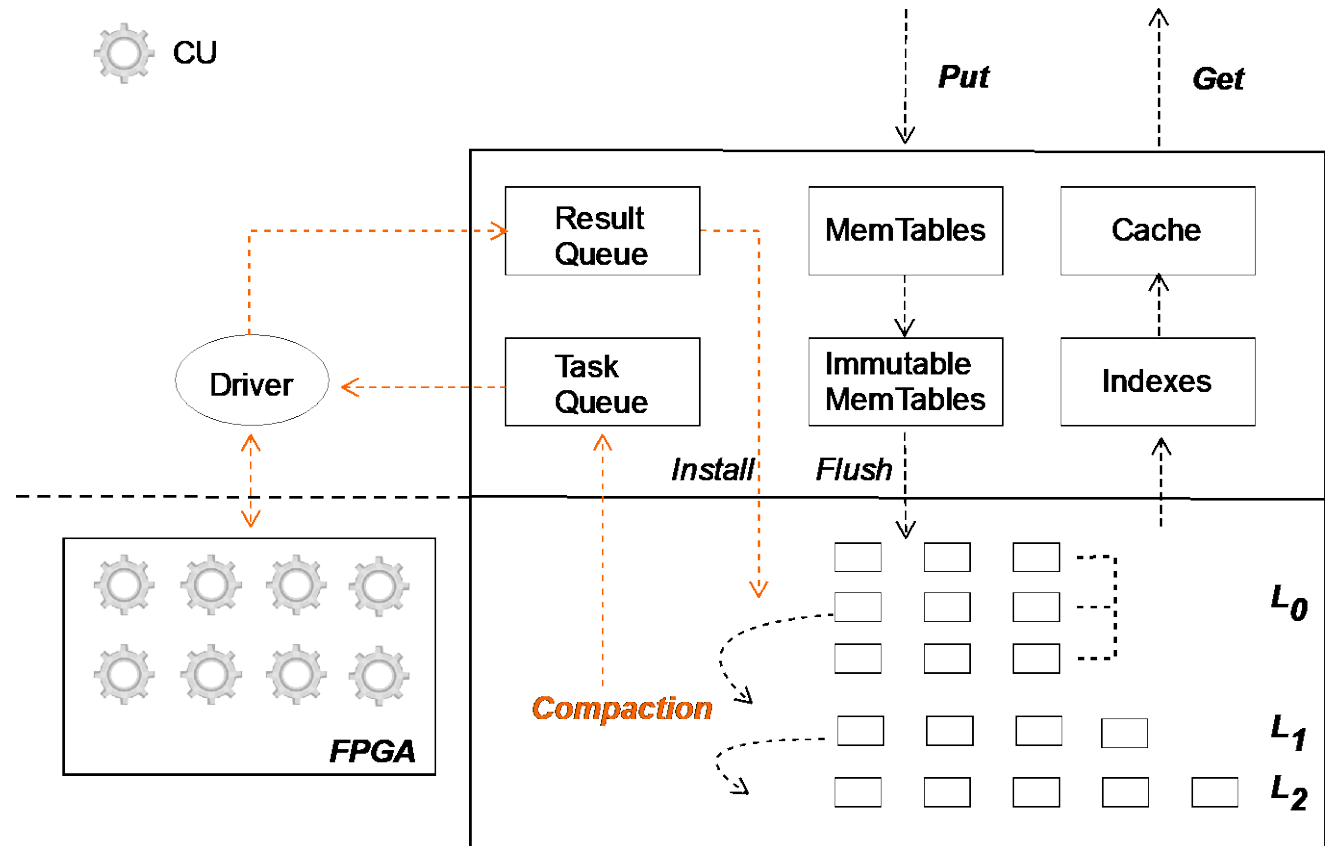 CU
Put
Get
Result
Queue
MemTables
Cache
Driver
Task
Queue
Immutable
MemTables
Indexes
Install
Flush
L0
Compaction
FPGA
L1
L2